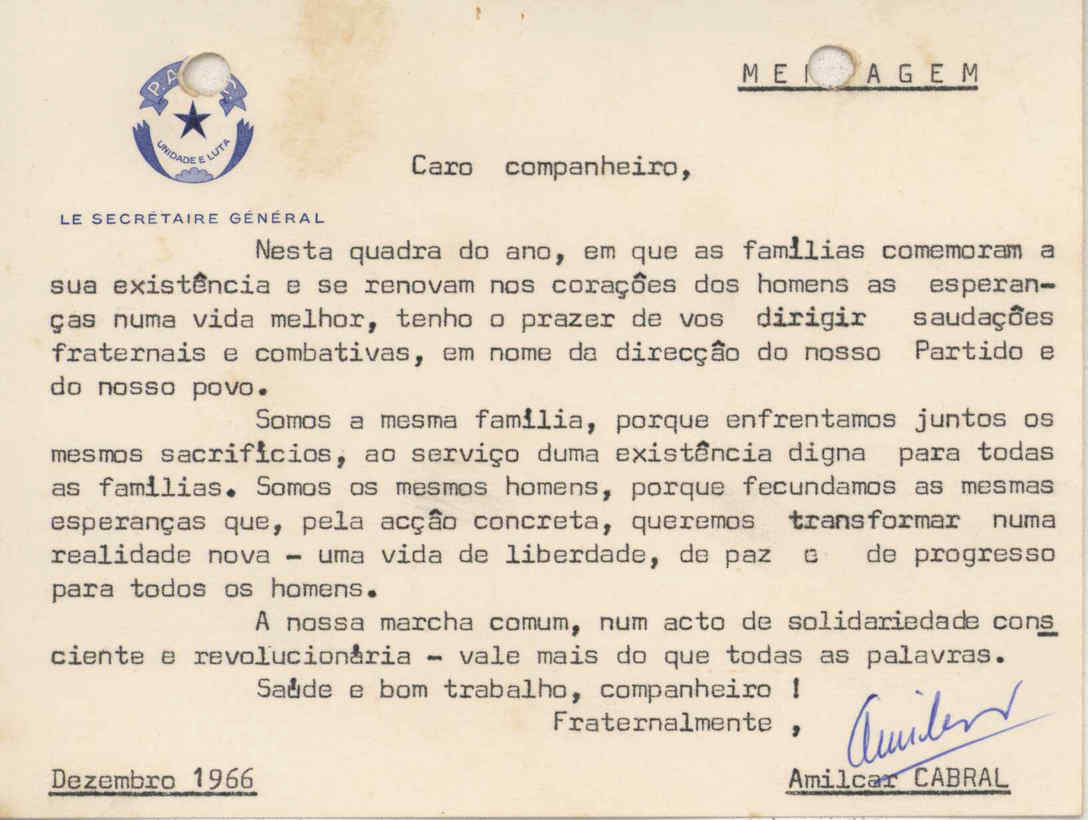 MENSAGEM
UNIDADE E LUTA
Caro companheiro,
LE SECRÉTAIRE GÉNÉRAL
Nesta quadra do ano, em que as famílias comemoram a
sua existência e se renovam nos corações dos homens as esperan-
ças numa vida melhor, tenho o prazer de vos dirigir saudações
fraternais e combativas, em nome da direcção do nosso Partido e
do nosso povo.
Somos a mesma família, porque enfrentamos juntos os
mesmos sacrifícios, ao serviço duma existência digna para todas
as famílias. Somos os mesmos homens, porque fecundamos as mesmas
esperanças que, pela acção concreta, queremos transformar numa
realidade nova - uma vida de liberdade, de paz e de progresso
para todos os homens.
A nossa marcha comum, num acto de solidariedade cons
ciente e revolucionária - vale mais do que todas as palavras.
Saúde e bom trabalho, companheiro !
Fraternalmente ,
Amílcar
Dezembro 1966 Amílcar CABRAL